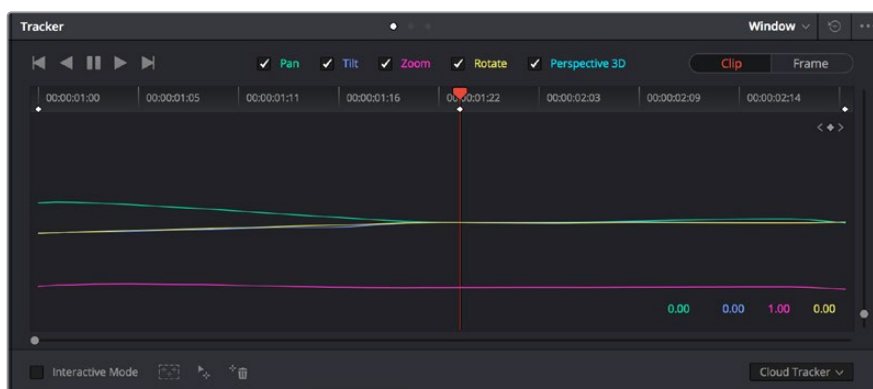 Tracker
Window
Pan Tilt Zoom Rotate Perspective 3D Clip Frame
00:00:01:00 00:00:01:05 00:00:01:11 00:00:01:16 00:00:01:22 00:00:02:03 00:00:02:09 00:00:02:14
0.00 0.00 1.00 0.00
Interactive Mode Cloud Tracker